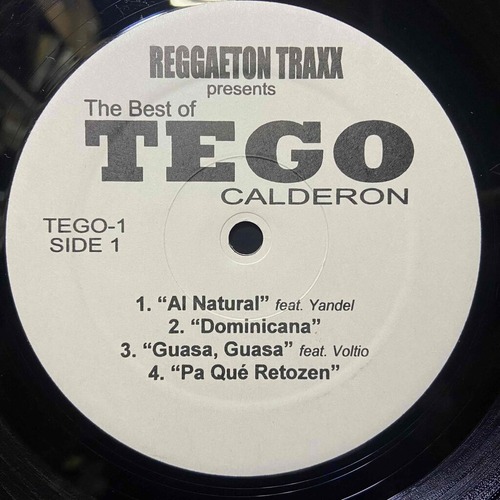 REGGAETON TRAXX
presents
The Best of
TEGO
CALDERON
TEGO-1
SIDE 1
1. “Al Natural” feat. Yandel
2. “Dominicana”
3. “Guasa, Guasa” feat. Voltio
4. “Pa Qué Retozen”